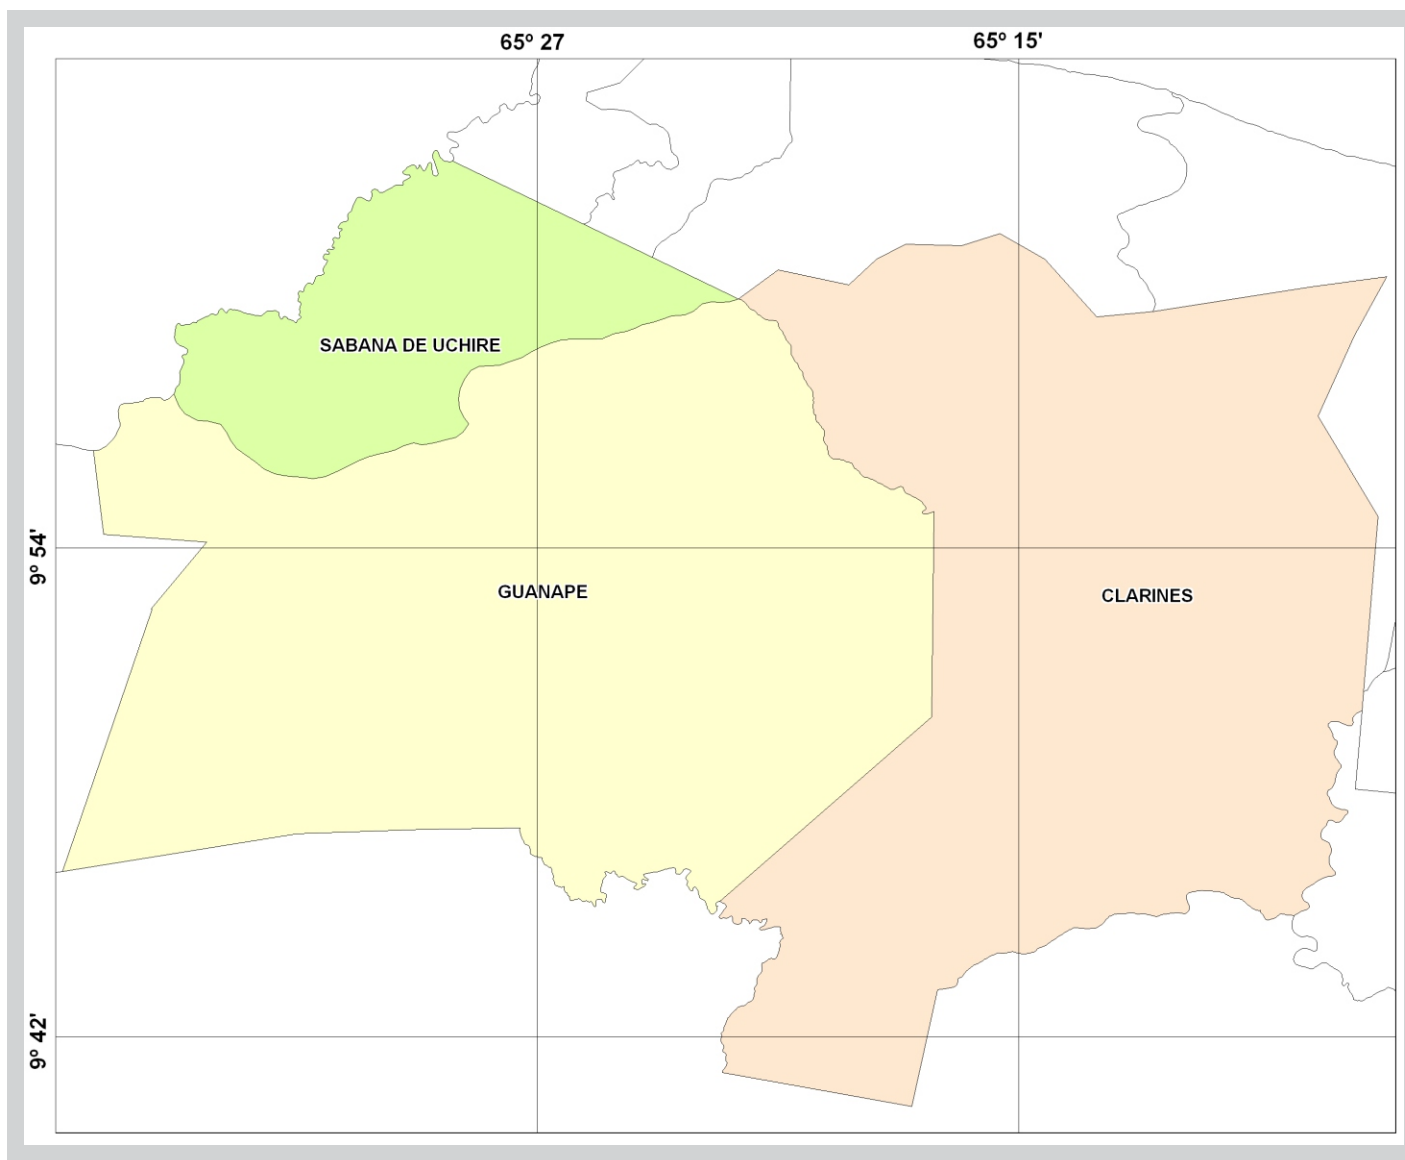 65º 27
65º 15'
SABANA DE UCHIRE
9º 54'
GUANAPE
CLARINES
9º 42'